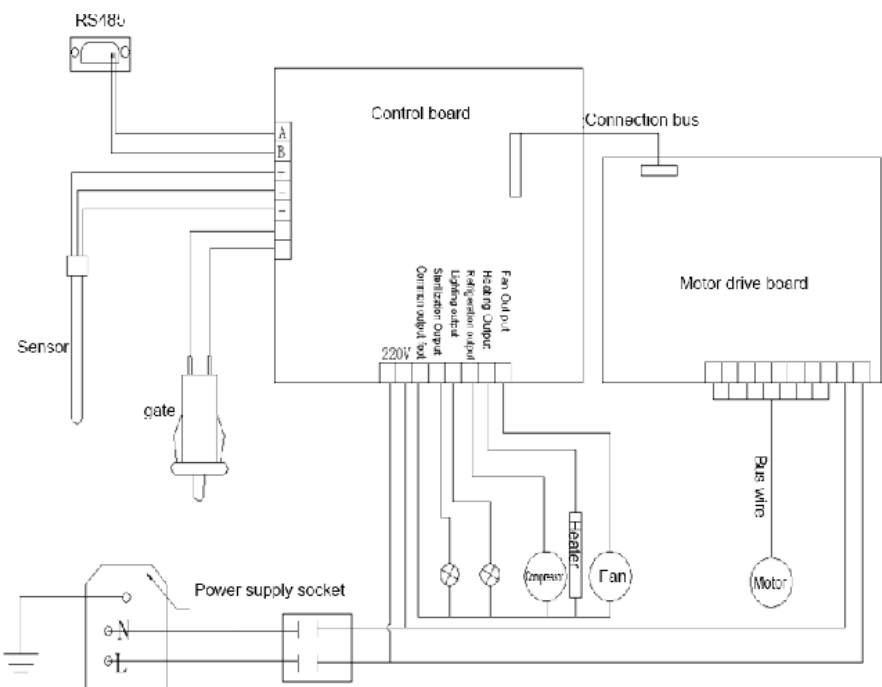 RS485
Control board
Connection bus
A
B
Motor drive board
Sensor
gate
220V
Common output foot
Sterilization Output
Lighting output
Refrigeration output
Heating Output
Fan Output
Bus wire
Heater
Compressor
Fan
Motor
Power supply socket
N
L